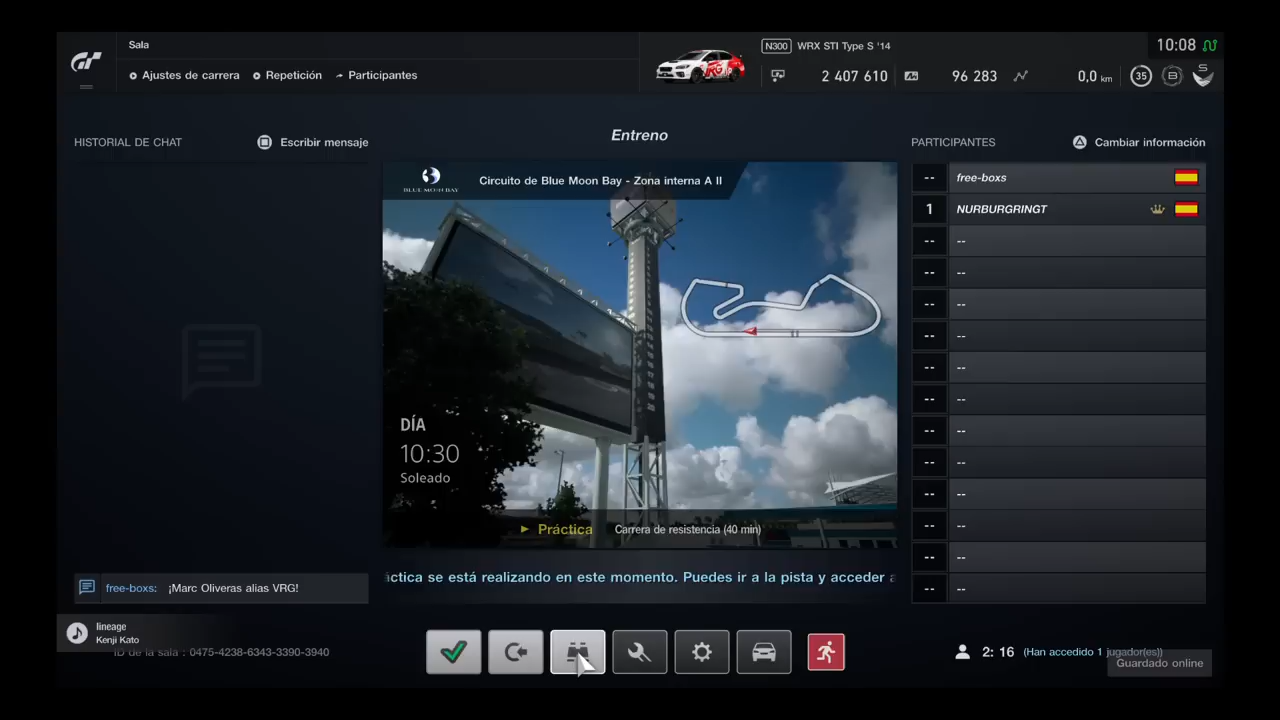 Sala
N300 WRX STI Type S '14
10:08
Ajustes de carrera Repetición Participantes
2 407 610 96 283 0,0 km 35 B S
HISTORIAL DE CHAT Escribir mensaje
Entreno
PARTICIPANTES Cambiar información
BLUE MOON BAY
Circuito de Blue Moon Bay - Zona interna A II
-- free-boxs
1 NURBURGRINGT
-- --
-- --
-- --
-- --
-- --
-- --
-- --
-- --
-- --
-- --
-- --
-- --
DÍA
10:30
Soleado
Práctica Carrera de resistencia (40 min)
áctica se está realizando en este momento. Puedes ir a la pista y acceder a
free-boxs: ¡Marc Oliveras alias VRG!
lineage
Kenji Kato
ID de la sala : 0475-4238-6343-3390-3940
2: 16 (Han accedido 1 jugador(es))
Guardado online